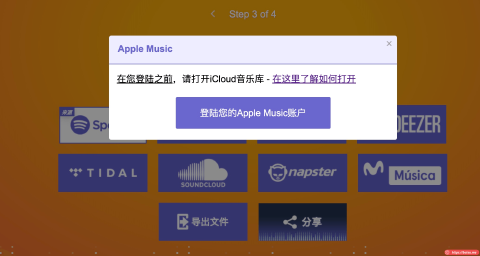 Step 3 of 4
Apple Music
在您登陆之前，请打开iCloud音乐库 - 在这里了解如何打开
登陆您的Apple Music账户
来源
Spo
DEEZER
TIDAL
SOUNDCLOUD
napster
Música
导出文件
分享